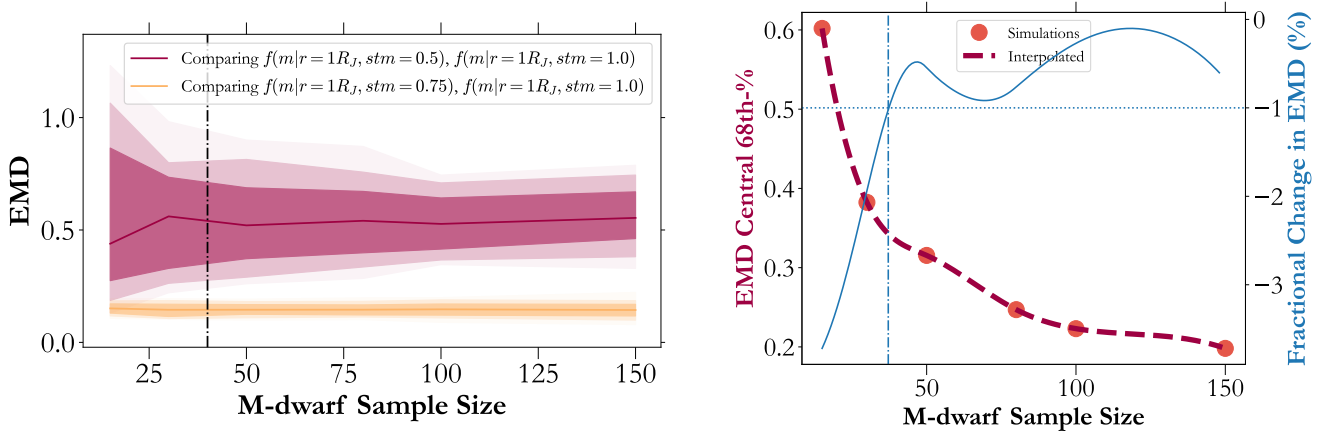 Comparing f(m|r = 1R_J, stm = 0.5), f(m|r = 1R_J, stm = 1.0)
Comparing f(m|r = 1R_J, stm = 0.75), f(m|r = 1R_J, stm = 1.0)
EMD
1.0
0.5
0.0
25
50
75
100
125
150
M-dwarf Sample Size
Simulations
Interpolated
EMD Central 68th-%
0.6
0.5
0.4
0.3
0.2
50
100
150
M-dwarf Sample Size
0
−1
−2
−3
Fractional Change in EMD (%)